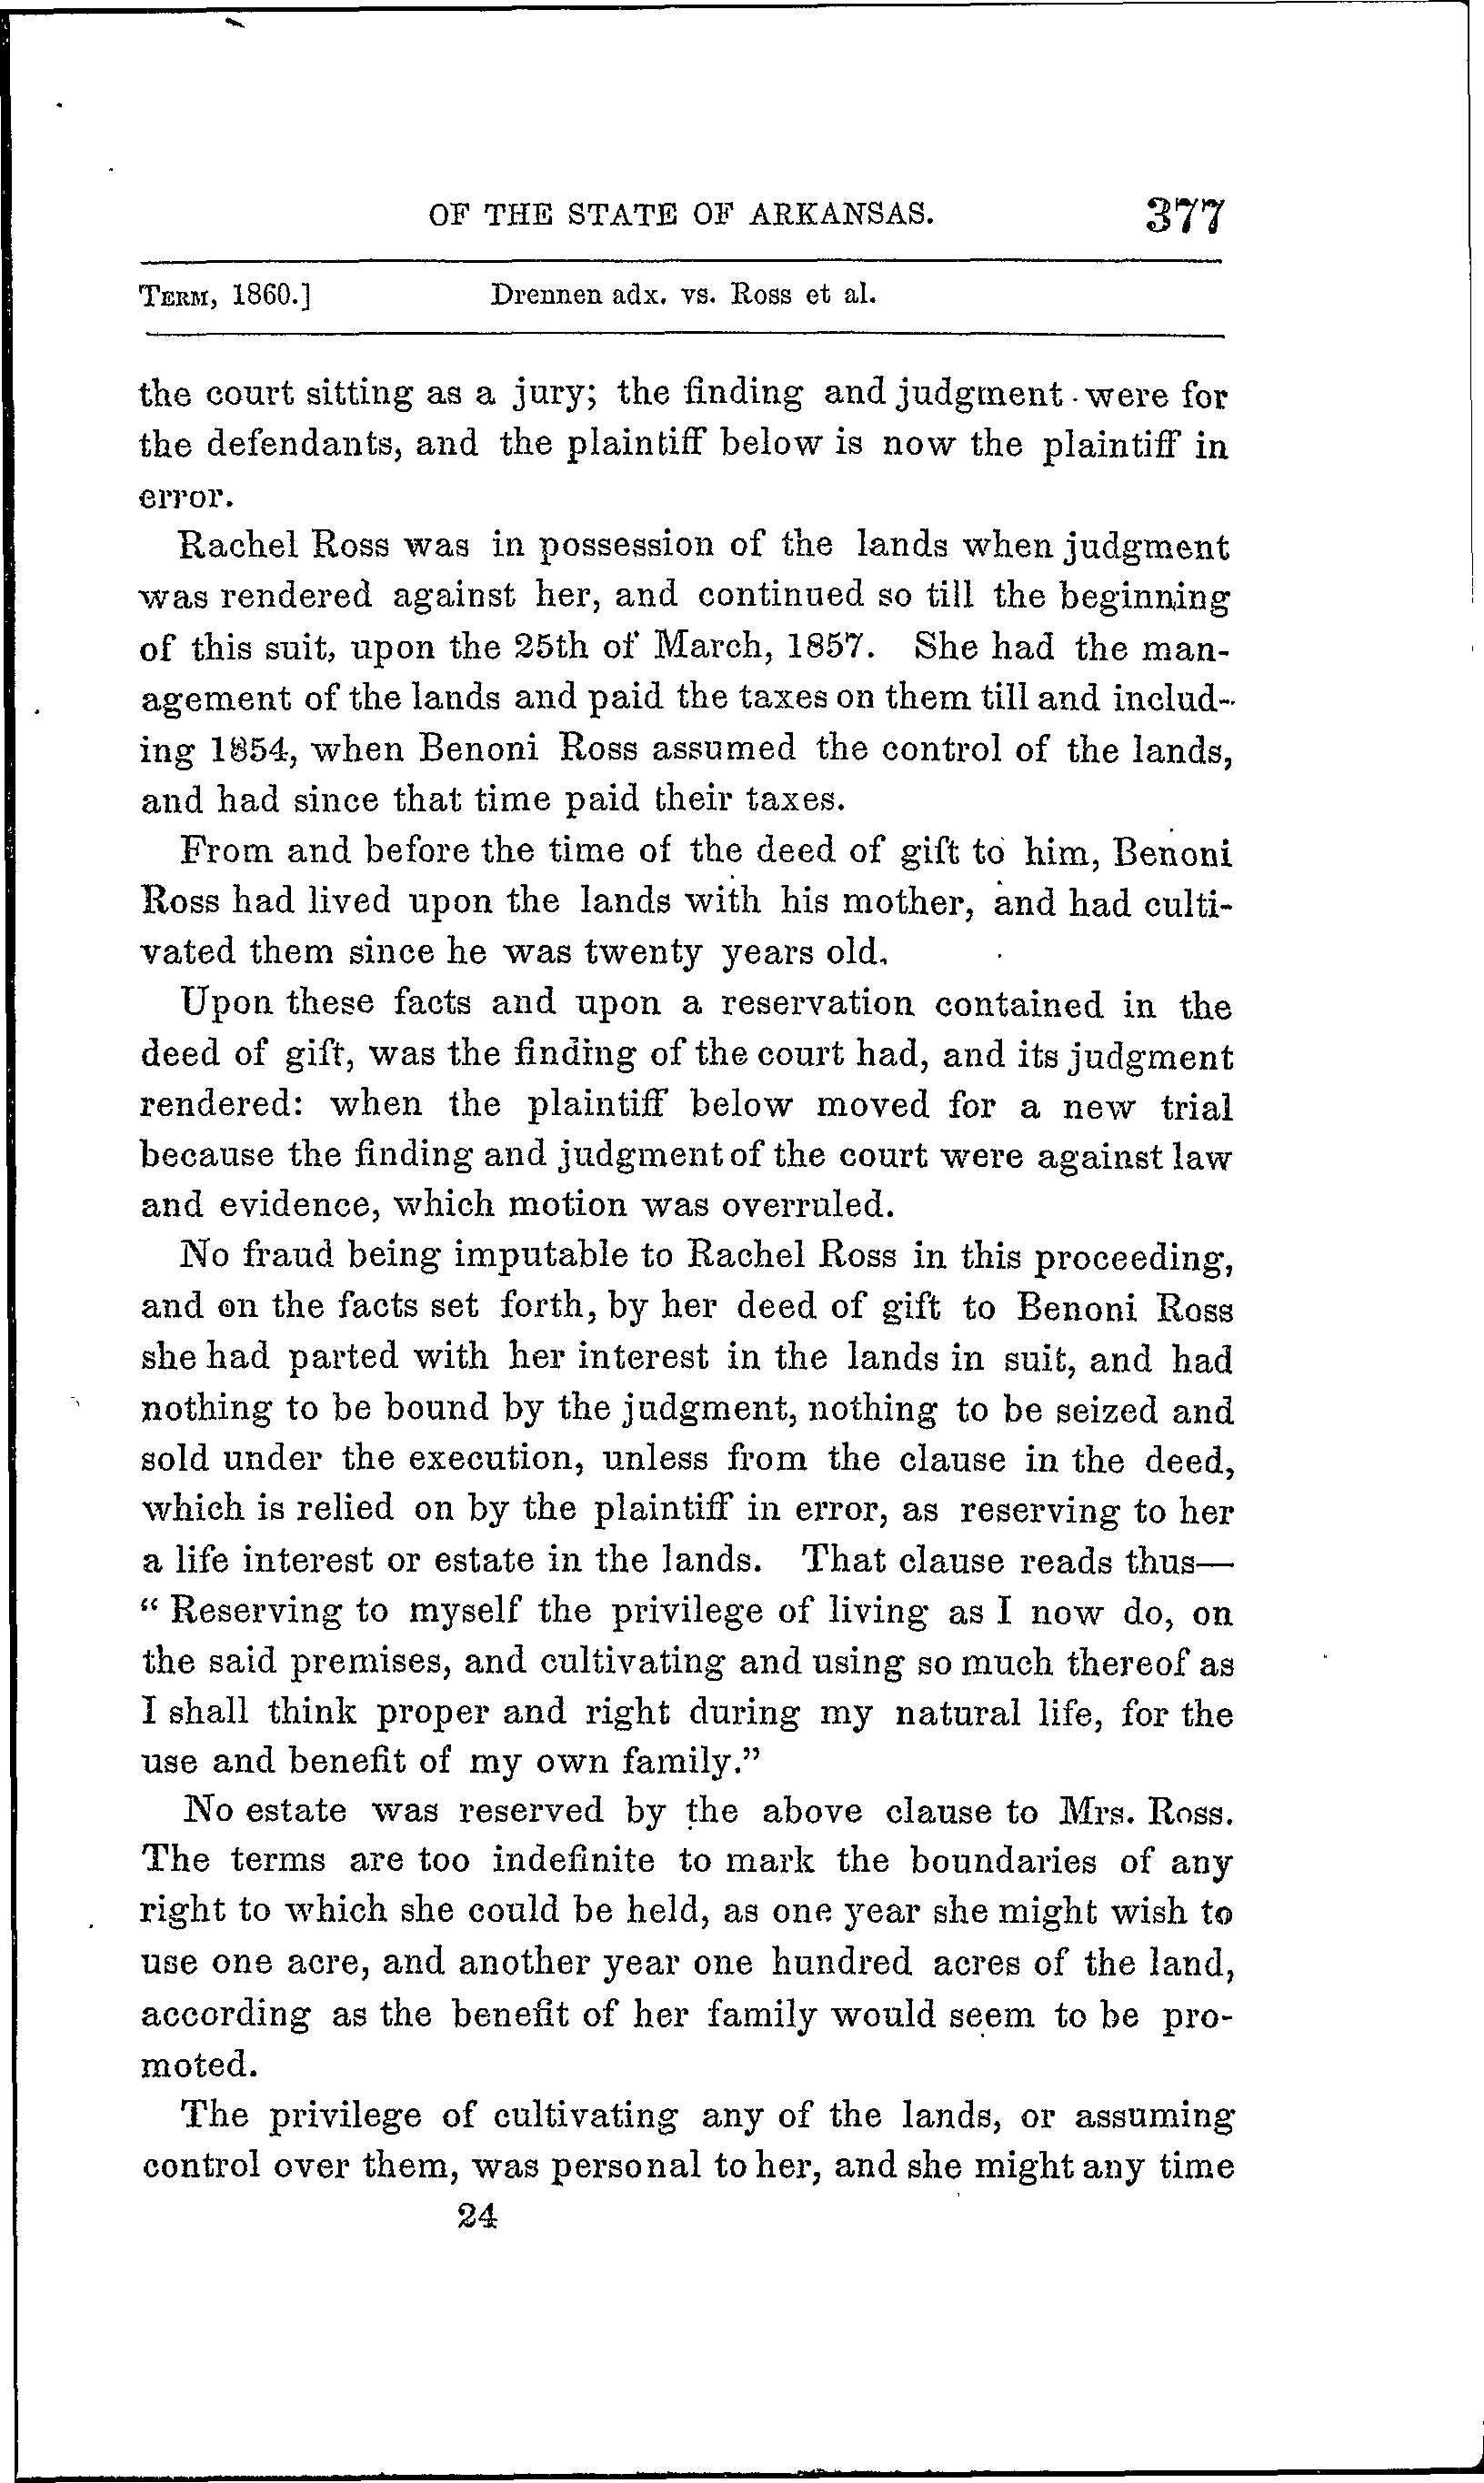 OF THE STATE OF ARKANSAS. 377
TERM, 1860.] Drennen adx. vs. Ross et al.
the court sitting as a jury; the finding and judgment were for
the defendants, and the plaintiff below is now the plaintiff in
error.
Rachel Ross was in possession of the lands when judgment
was rendered against her, and continued so till the beginning
of this suit, upon the 25th of March, 1857. She had the man-
agement of the lands and paid the taxes on them till and includ-
ing 1854, when Benoni Ross assumed the control of the lands,
and had since that time paid their taxes.
From and before the time of the deed of gift to him, Benoni
Ross had lived upon the lands with his mother, and had culti-
vated them since he was twenty years old.
Upon these facts and upon a reservation contained in the
deed of gift, was the finding of the court had, and its judgment
rendered: when the plaintiff below moved for a new trial
because the finding and judgment of the court were against law
and evidence, which motion was overruled.
No fraud being imputable to Rachel Ross in this proceeding,
and on the facts set forth, by her deed of gift to Benoni Ross
she had parted with her interest in the lands in suit, and had
nothing to be bound by the judgment, nothing to be seized and
sold under the execution, unless from the clause in the deed,
which is relied on by the plaintiff in error, as reserving to her
a life interest or estate in the lands. That clause reads thus—
" Reserving to myself the privilege of living as I now do, on
the said premises, and cultivating and using so much thereof as
I shall think proper and right during my natural life, for the
use and benefit of my own family."
No estate was reserved by the above clause to Mrs. Ross.
The terms are too indefinite to mark the boundaries of any
right to which she could be held, as one year she might wish to
use one acre, and another year one hundred acres of the land,
according as the benefit of her family would seem to be pro-
moted.
The privilege of cultivating any of the lands, or assuming
control over them, was personal to her, and she might any time
24